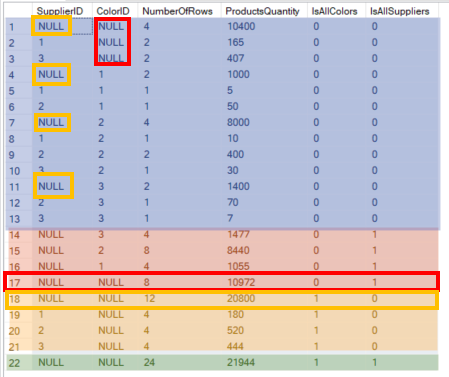 SupplierID ColorID NumberOfRows ProductsQuantity IsAllColors IsAllSuppliers
1 NULL NULL 4 10400 0 0
2 1 NULL 2 165 0 0
3 3 NULL 2 407 0 0
4 NULL 1 2 1000 0 0
5 1 1 1 5 0 0
6 2 1 1 50 0 0
7 NULL 2 4 8000 0 0
8 1 2 1 10 0 0
9 2 2 2 400 0 0
10 3 2 1 30 0 0
11 NULL 3 2 1400 0 0
12 2 3 1 70 0 0
13 3 3 1 7 0 0
14 NULL 3 4 1477 0 1
15 NULL 2 8 8440 0 1
16 NULL 1 4 1055 0 1
17 NULL NULL 8 10972 0 1
18 NULL NULL 12 20800 1 0
19 1 NULL 4 180 1 0
20 2 NULL 4 520 1 0
21 3 NULL 4 444 1 0
22 NULL NULL 24 21944 1 1